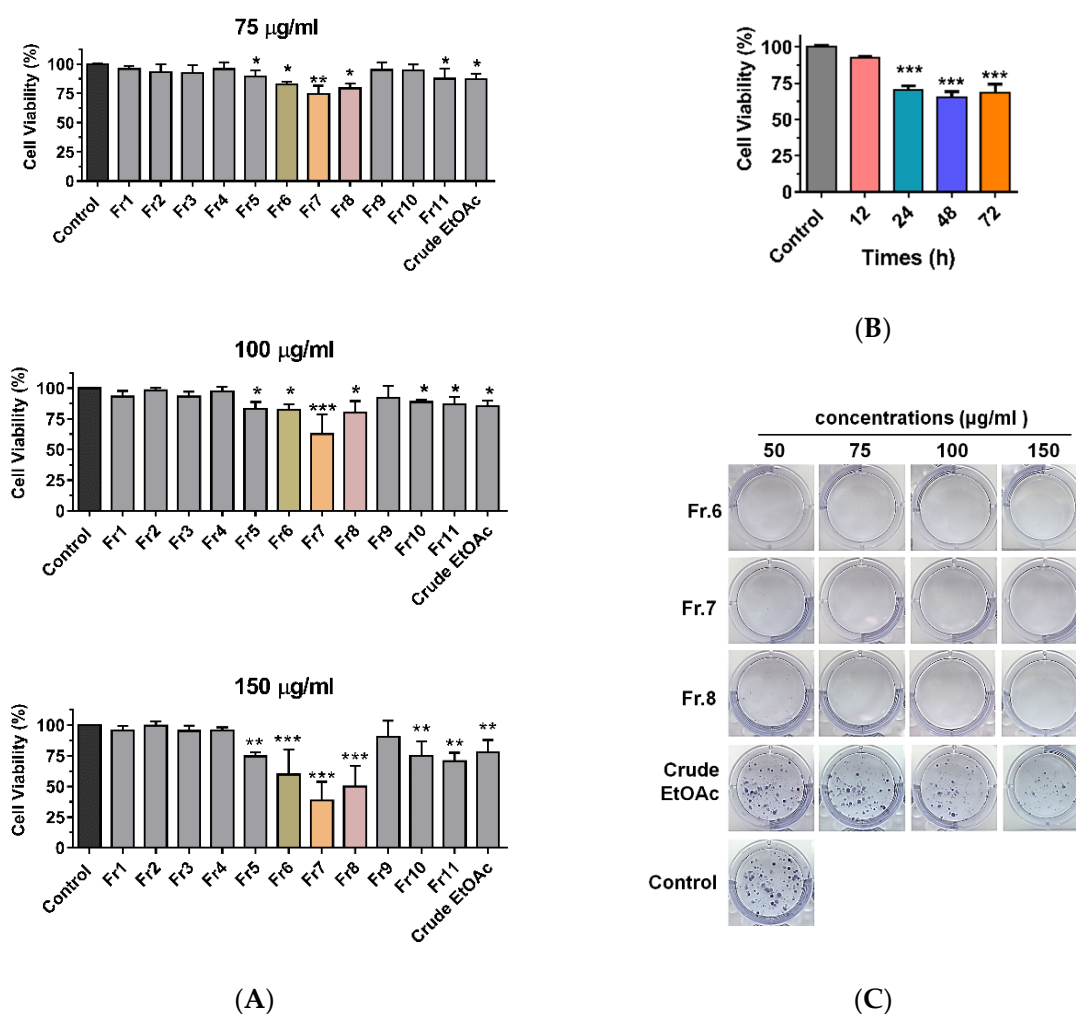 75 µg/ml
Cell Viability (%)
100
75
50
25
0
* * ** * * *
Control Fr1 Fr2 Fr3 Fr4 Fr5 Fr6 Fr7 Fr8 Fr9 Fr10 Fr11 Crude EtOAc
100 µg/ml
Cell Viability (%)
100
75
50
25
0
* * *** * * * *
Control Fr1 Fr2 Fr3 Fr4 Fr5 Fr6 Fr7 Fr8 Fr9 Fr10 Fr11 Crude EtOAc
150 µg/ml
Cell Viability (%)
100
75
50
25
0
** *** *** *** ** ** **
Control Fr1 Fr2 Fr3 Fr4 Fr5 Fr6 Fr7 Fr8 Fr9 Fr10 Fr11 Crude EtOAc
(A)
Cell Viability (%)
100
75
50
25
0
*** *** ***
Control 12 24 48 72
Times (h)
(B)
concentrations (µg/ml )
50 75 100 150
Fr.6
Fr.7
Fr.8
Crude
EtOAc
Control
(C)